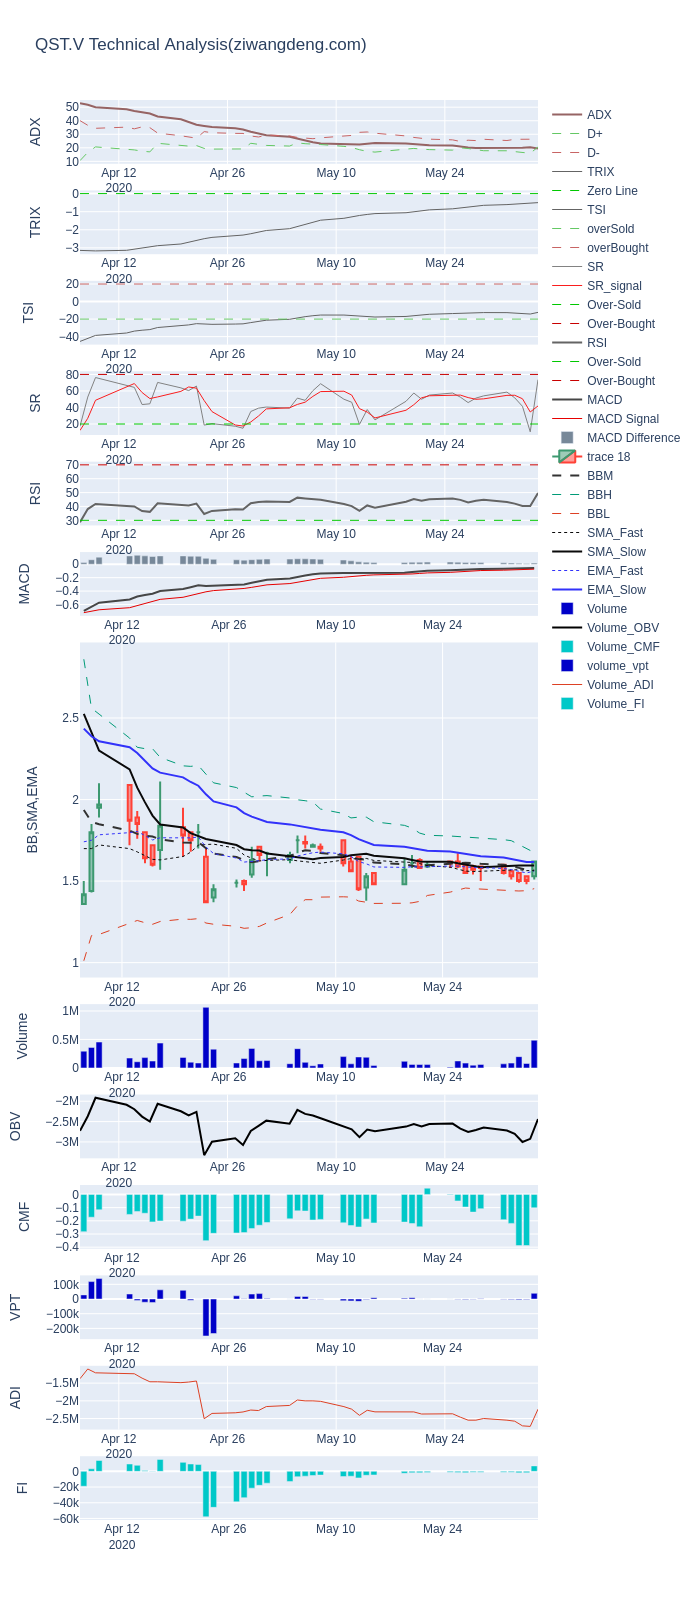 QST.V Technical Analysis(ziwangdeng.com)
ADX
50
40
30
20
10
Apr 12
2020
Apr 26
May 10
May 24
TRIX
0
−1
−2
−3
Apr 12
2020
Apr 26
May 10
May 24
TSI
20
0
−20
−40
Apr 12
2020
Apr 26
May 10
May 24
SR
80
60
40
20
Apr 12
2020
Apr 26
May 10
May 24
RSI
70
60
50
40
30
Apr 12
2020
Apr 26
May 10
May 24
MACD
0
−0.2
−0.4
−0.6
Apr 12
2020
Apr 26
May 10
May 24
BB,SMA,EMA
2.5
2
1.5
1
Apr 12
2020
Apr 26
May 10
May 24
Volume
1M
0.5M
0
Apr 12
2020
Apr 26
May 10
May 24
OBV
−2M
−2.5M
−3M
Apr 12
2020
Apr 26
May 10
May 24
CMF
0
−0.1
−0.2
−0.3
−0.4
Apr 12
2020
Apr 26
May 10
May 24
VPT
100k
0
−100k
−200k
Apr 12
2020
Apr 26
May 10
May 24
ADI
−1.5M
−2M
−2.5M
Apr 12
2020
Apr 26
May 10
May 24
FI
0
−20k
−40k
−60k
Apr 12
2020
Apr 26
May 10
May 24
ADX
D+
D-
TRIX
Zero Line
TSI
overSold
overBought
SR
SR_signal
Over-Sold
Over-Bought
RSI
Over-Sold
Over-Bought
MACD
MACD Signal
MACD Difference
trace 18
BBM
BBH
BBL
SMA_Fast
SMA_Slow
EMA_Fast
EMA_Slow
Volume
Volume_OBV
Volume_CMF
volume_vpt
Volume_ADI
Volume_FI